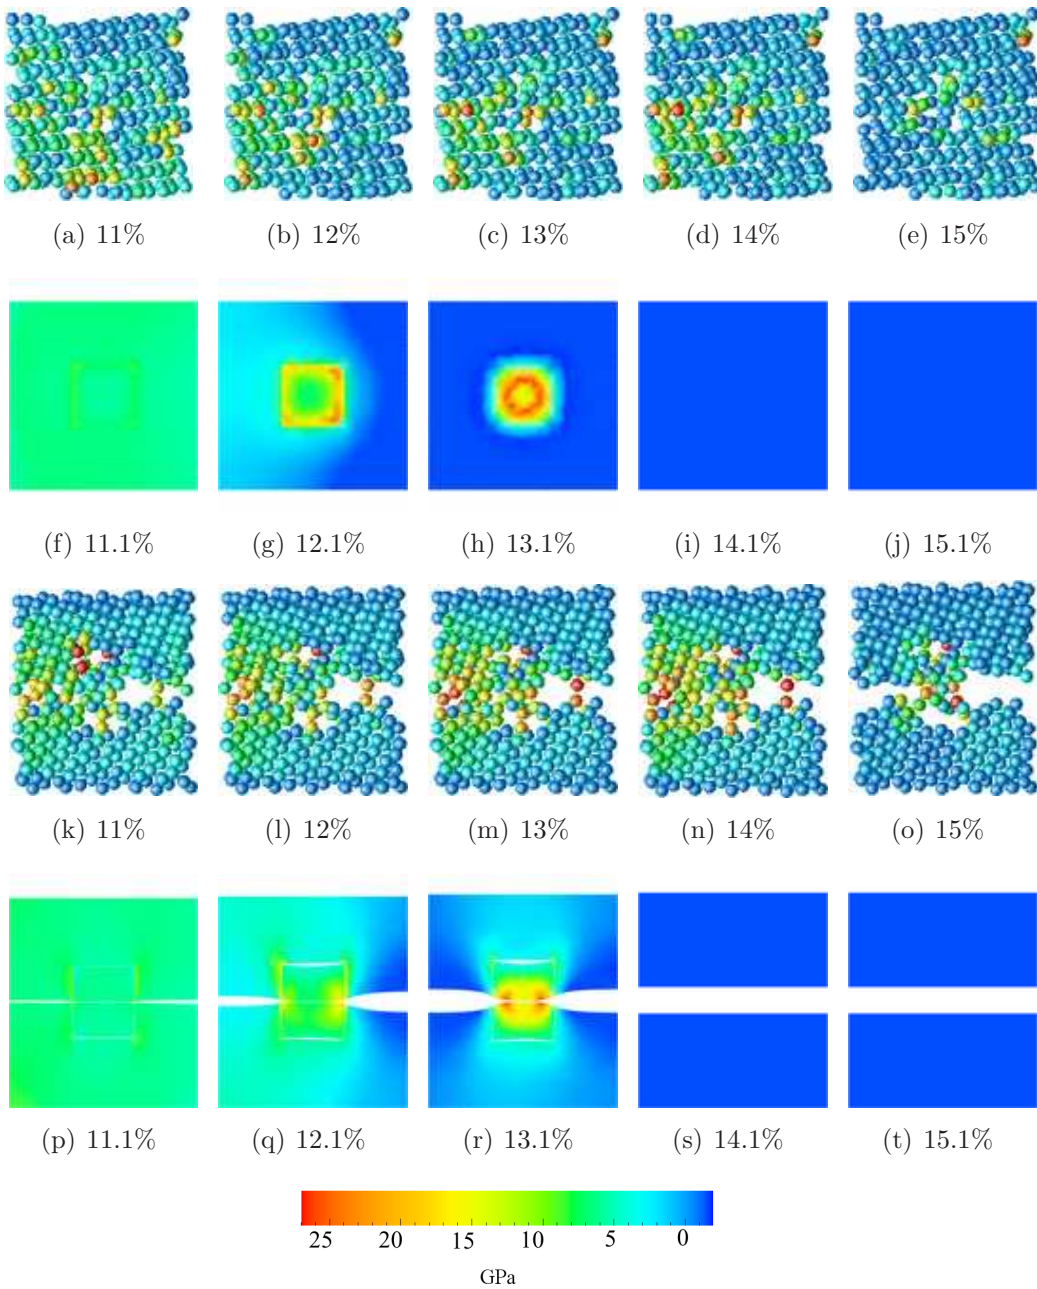 (a) 11% (b) 12% (c) 13% (d) 14% (e) 15%
(f) 11.1% (g) 12.1% (h) 13.1% (i) 14.1% (j) 15.1%
(k) 11% (l) 12% (m) 13% (n) 14% (o) 15%
(p) 11.1% (q) 12.1% (r) 13.1% (s) 14.1% (t) 15.1%
25 20 15 10 5 0
GPa